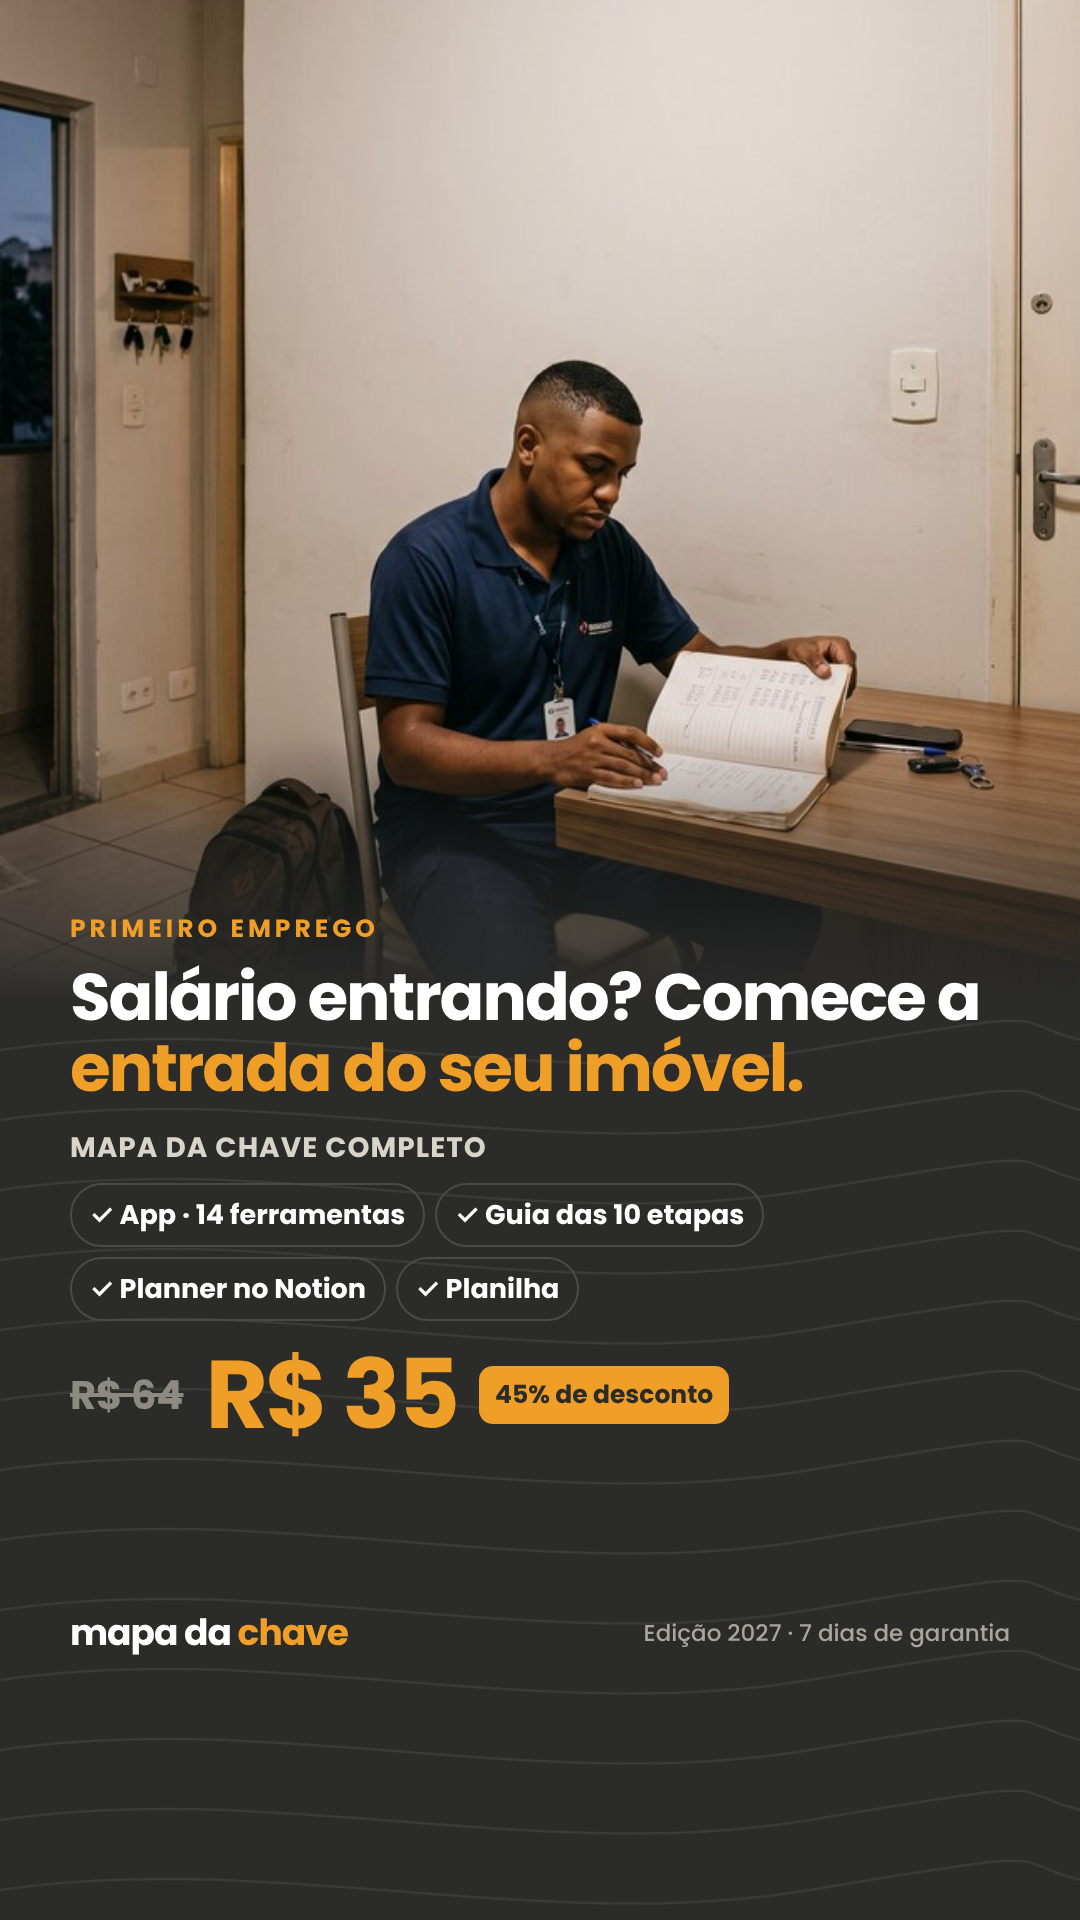 PRIMEIRO EMPREGO
Salário entrando? Comece a
entrada do seu imóvel.
MAPA DA CHAVE COMPLETO
✓ App · 14 ferramentas
✓ Guia das 10 etapas
✓ Planner no Notion
✓ Planilha
R$ 64 R$ 35 45% de desconto
mapa da chave
Edição 2027 · 7 dias de garantia